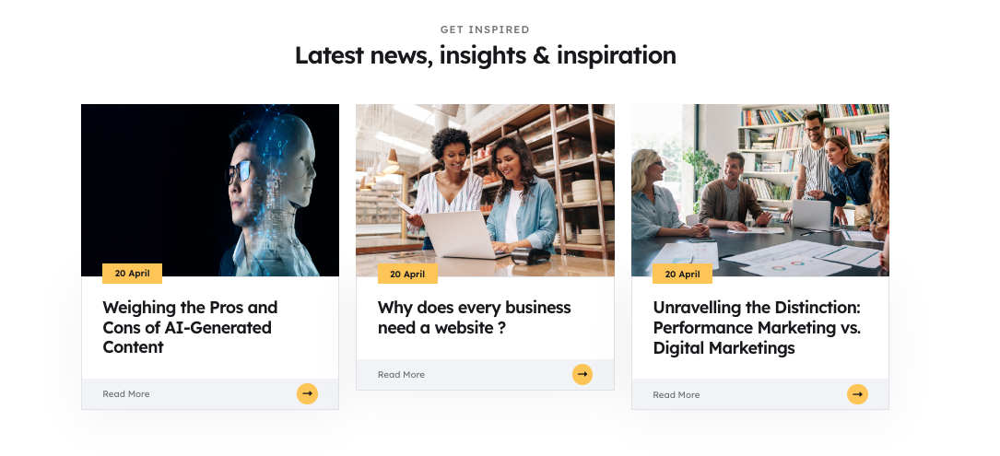 GET INSPIRED
Latest news, insights & inspiration
20 April
Weighing the Pros and
Cons of AI-Generated
Content
Read More
20 April
Why does every business
need a website ?
Read More
20 April
Unravelling the Distinction:
Performance Marketing vs.
Digital Marketings
Read More